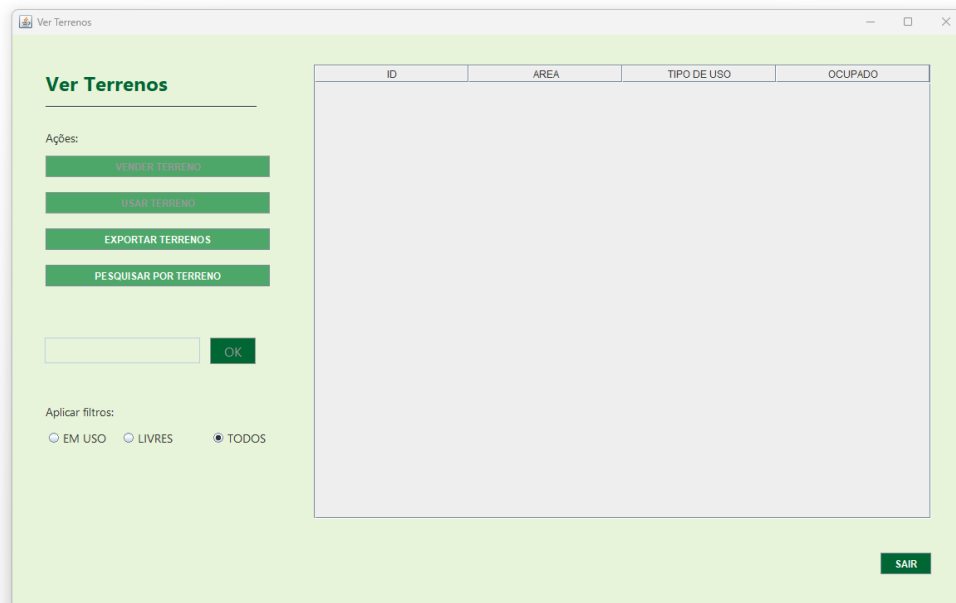 Ver Terrenos
Ver Terrenos
Ações:
VENDER TERRENO
USAR TERRENO
EXPORTAR TERRENOS
PESQUISAR POR TERRENO
OK
Aplicar filtros:
EM USO LIVRES TODOS
ID AREA TIPO DE USO OCUPADO
SAIR